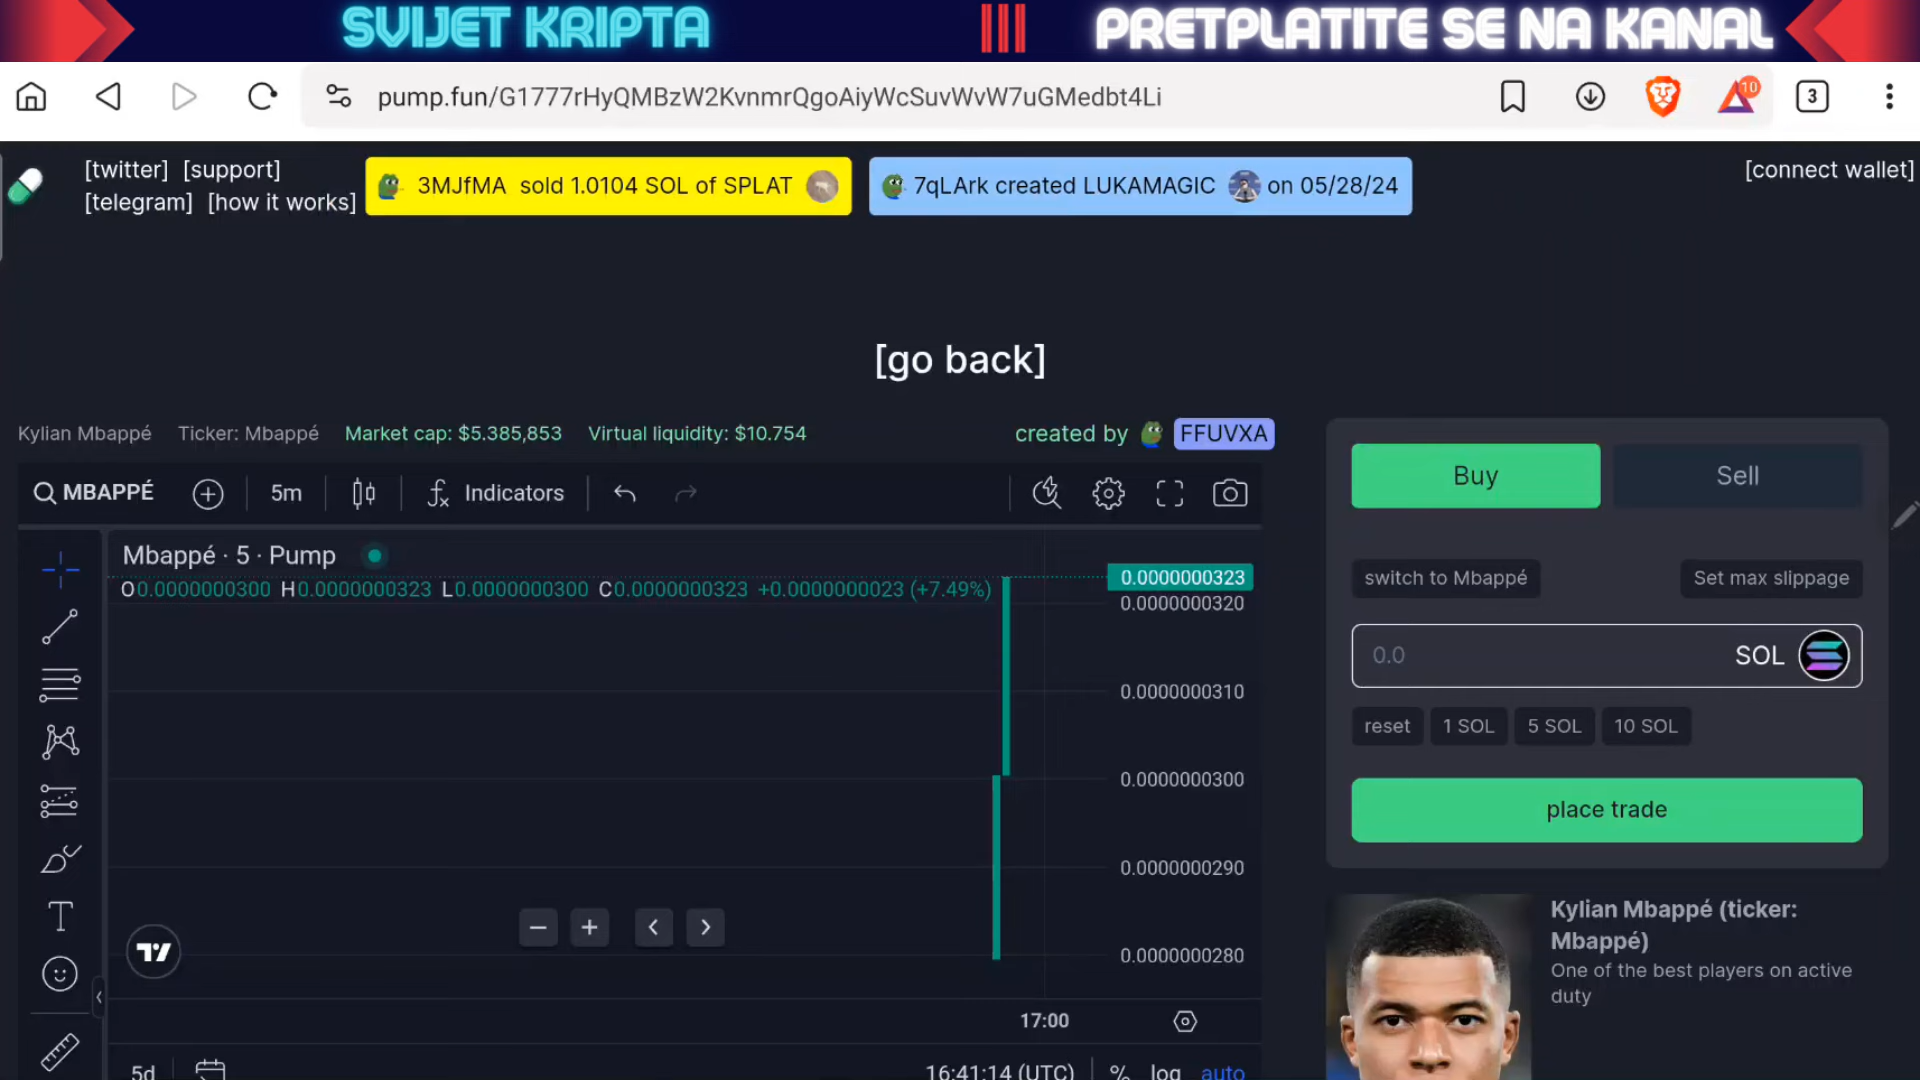 SVIJET KRIPTA
PRETPLATITE SE NA KANAL
pump.fun/G1777rHyQMBzW2KvnmrQgoAiyWcSuvWvW7uGMedbt4Li
10
3
[twitter] [support]
[telegram] [how it works]
3MJfMA sold 1.0104 SOL of SPLAT
7qLArk created LUKAMAGIC on 05/28/24
[connect wallet]
[go back]
Kylian Mbappé Ticker: Mbappé Market cap: $5.385,853 Virtual liquidity: $10.754
created by FFUVXA
MBAPPÉ 5m Indicators
Mbappé · 5 · Pump
O0.0000000300 H0.0000000323 L0.0000000300 C0.0000000323 +0.0000000023 (+7.49%)
0.0000000323
0.0000000320
0.0000000310
0.0000000300
0.0000000290
0.0000000280
17:00
5d
16:41:14 (UTC) % log auto
Buy Sell
switch to Mbappé Set max slippage
0.0 SOL
reset 1 SOL 5 SOL 10 SOL
place trade
Kylian Mbappé (ticker:
Mbappé)
One of the best players on active
duty